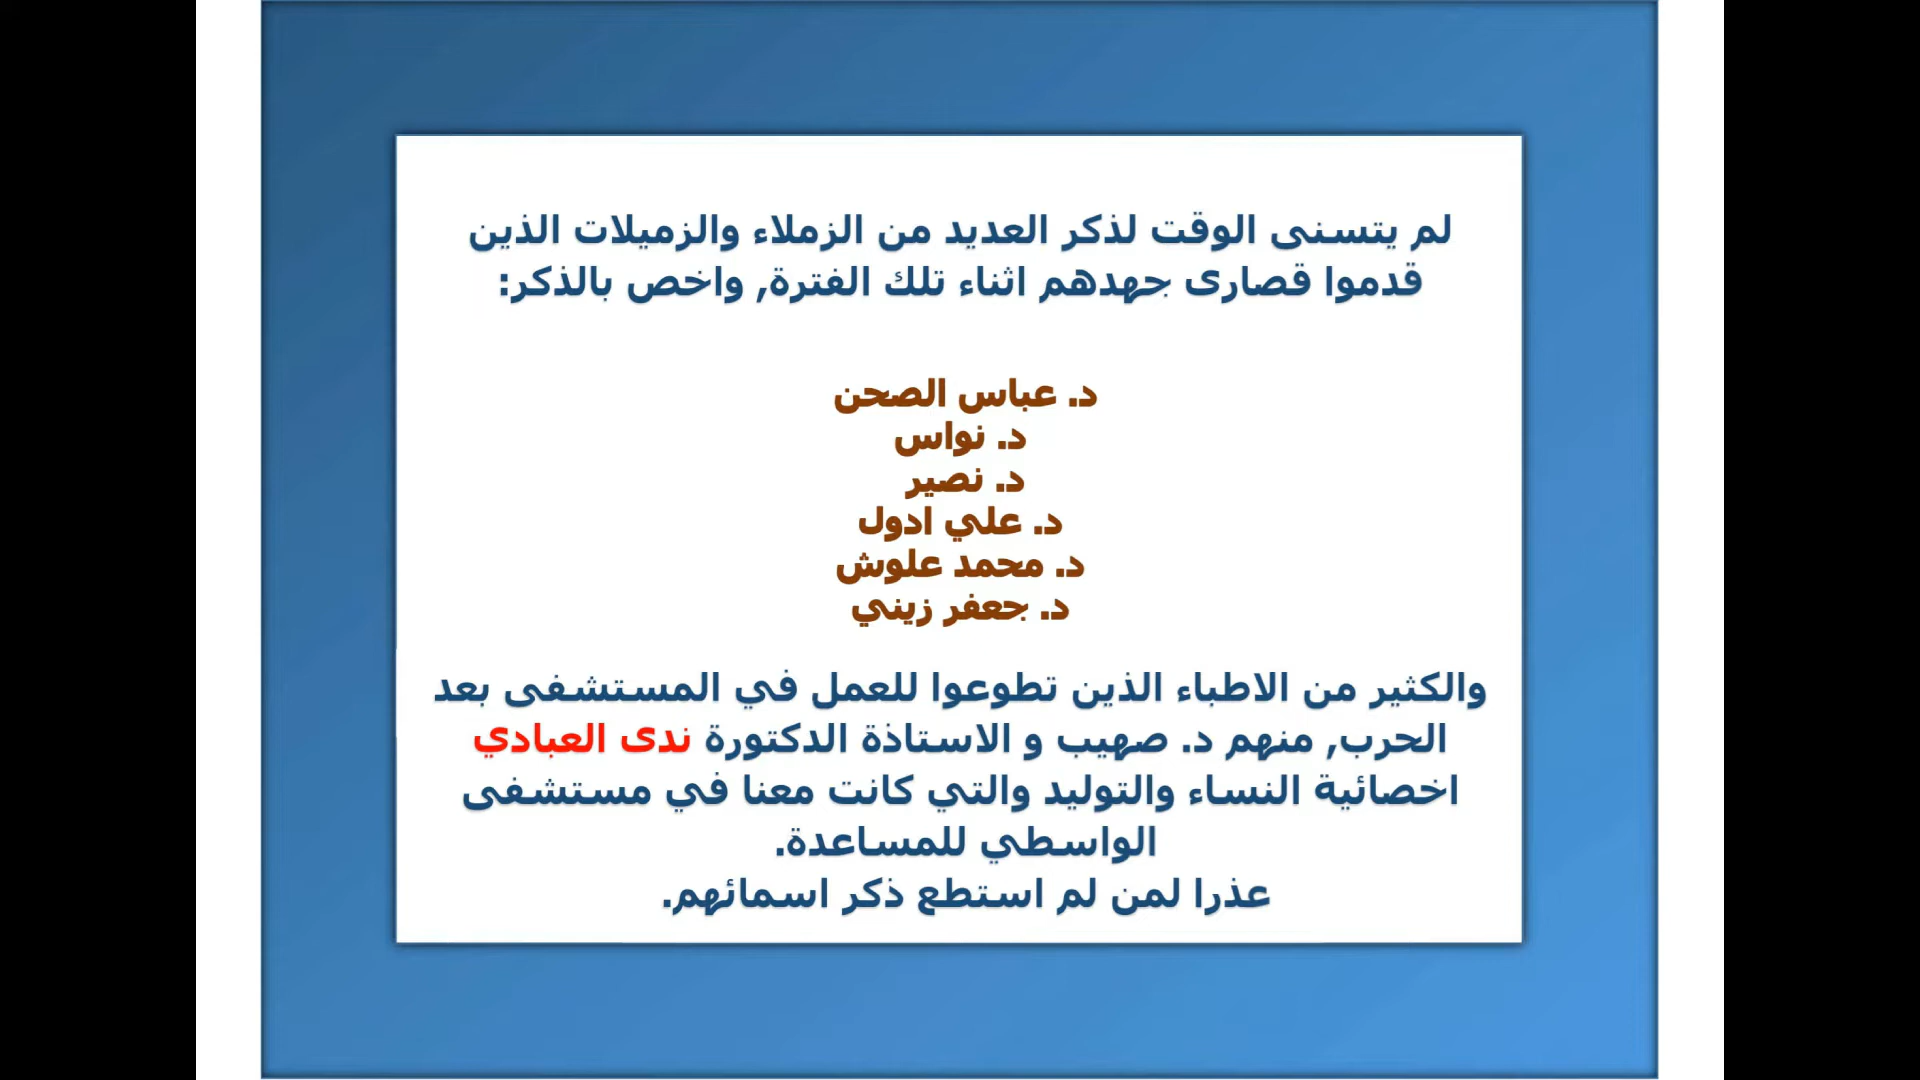 لم يتسنى الوقت لذكر العديد من الزملاء والزميلات الذين
قدموا قصارى جهدهم اثناء تلك الفترة, واخص بالذكر:
د. عباس الصحن
د. نواس
د. نصير
د. علي ادول
د. محمد علوش
د. جعفر زيني
والكثير من الاطباء الذين تطوعوا للعمل في المستشفى بعد
الحرب, منهم د. صهيب و الاستاذة الدكتورة ندى العبادي
اخصائية النساء والتوليد والتي كانت معنا في مستشفى
الواسطي للمساعدة.
عذرا لمن لم استطع ذكر اسمائهم.